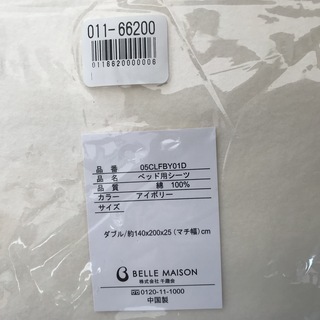 011-66200
0116620000008
品番 05CLFBY01D
品名 ベッド用シーツ
品質 綿 100%
カラー アイボリー
サイズ
ダブル/約140x200x25(マチ幅)cm
BELLE MAISON
株式会社 千趣会
0120-11-1000
中国製